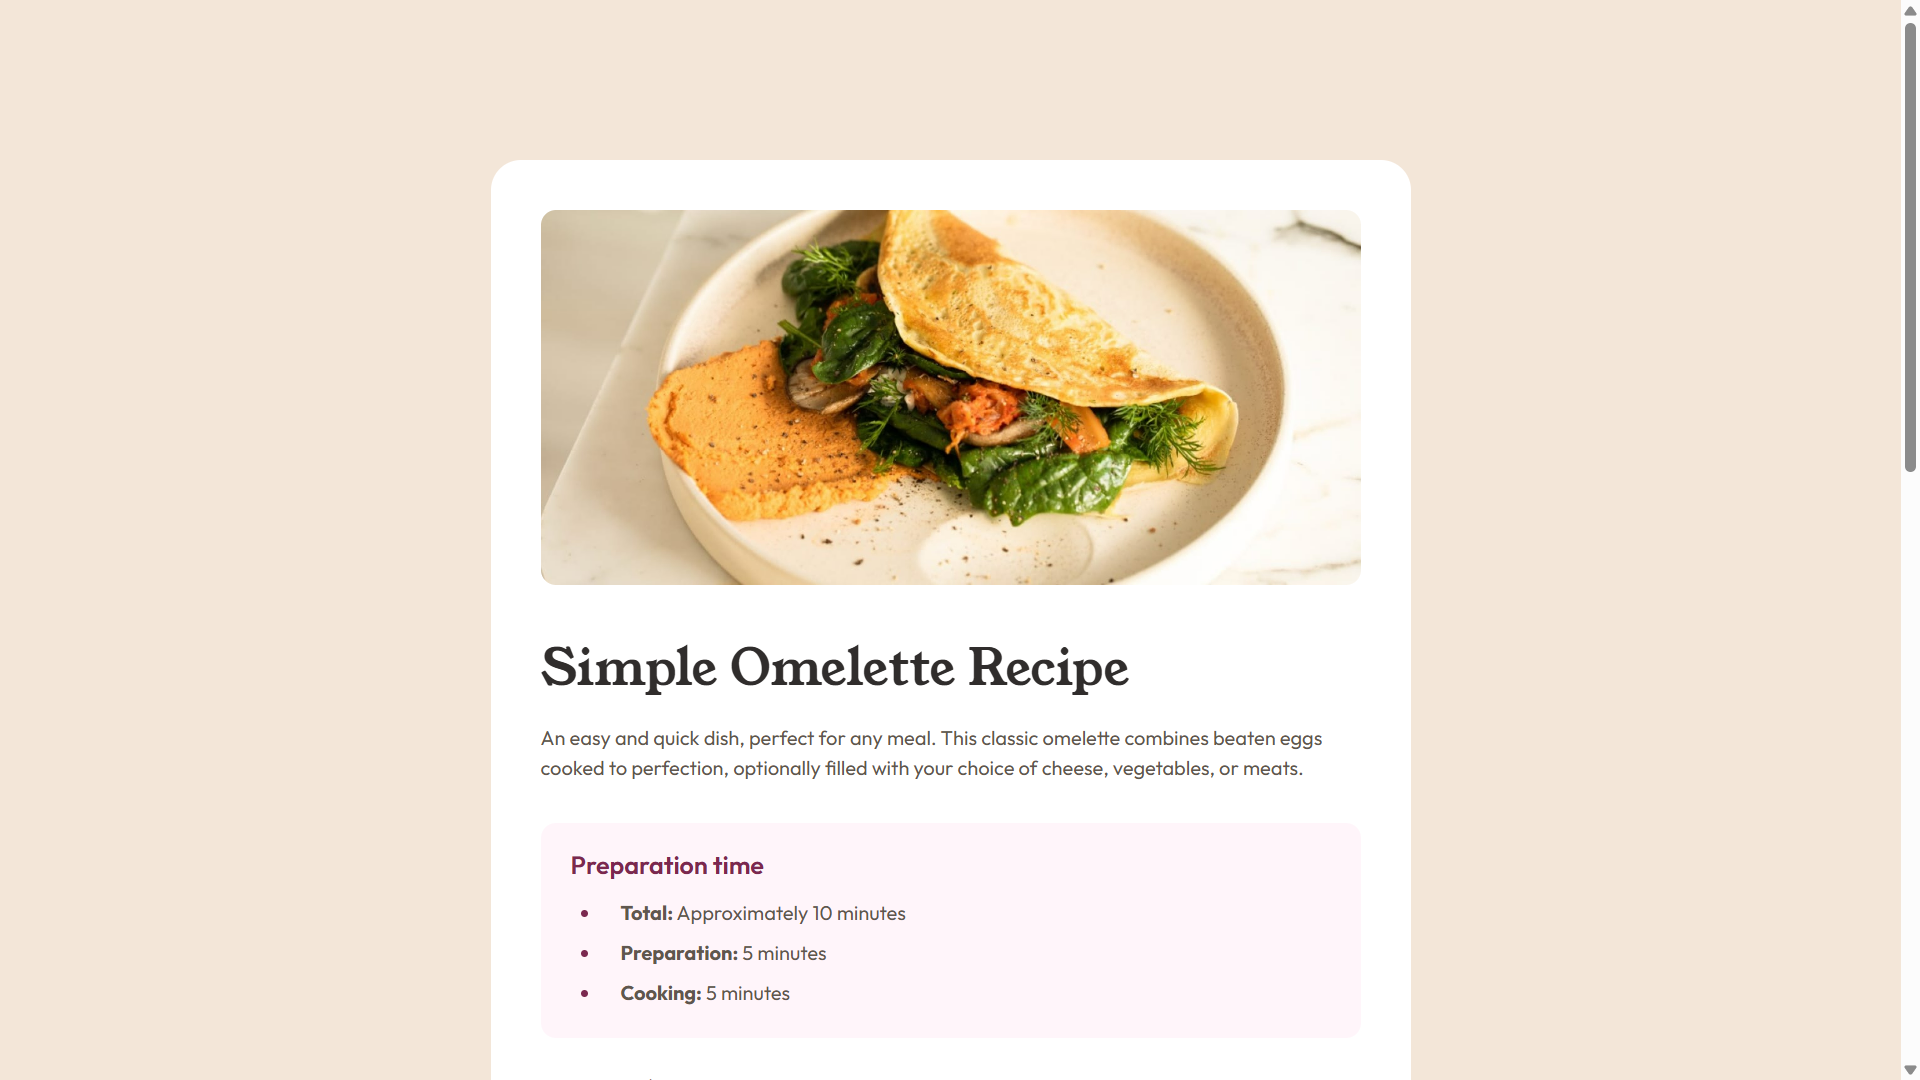 Simple Omelette Recipe
An easy and quick dish, perfect for any meal. This classic omelette combines beaten eggs
cooked to perfection, optionally filled with your choice of cheese, vegetables, or meats.
Preparation time
Total: Approximately 10 minutes
Preparation: 5 minutes
Cooking: 5 minutes